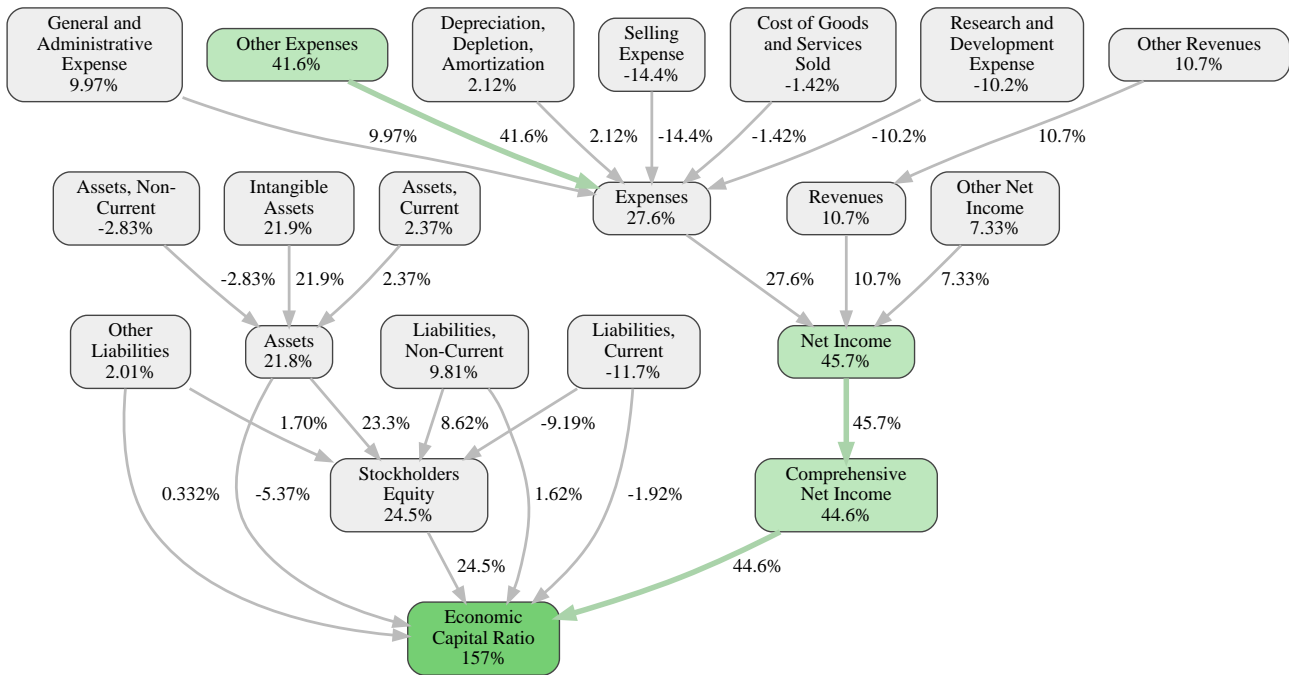 General and
Administrative
Expense
9.97%
Other Expenses
41.6%
Depreciation,
Depletion,
Amortization
2.12%
Selling
Expense
-14.4%
Cost of Goods
and Services
Sold
-1.42%
Research and
Development
Expense
-10.2%
Other Revenues
10.7%
9.97%
41.6%
2.12%
-14.4%
-1.42%
-10.2%
10.7%
Assets, Non-
Current
-2.83%
Intangible
Assets
21.9%
Assets,
Current
2.37%
Expenses
27.6%
Revenues
10.7%
Other Net
Income
7.33%
-2.83%
21.9%
2.37%
27.6%
10.7%
7.33%
Other
Liabilities
2.01%
Assets
21.8%
Liabilities,
Non-Current
9.81%
Liabilities,
Current
-11.7%
Net Income
45.7%
1.70%
23.3%
8.62%
-9.19%
45.7%
Stockholders
Equity
24.5%
Comprehensive
Net Income
44.6%
0.332%
-5.37%
1.62%
-1.92%
24.5%
44.6%
Economic
Capital Ratio
157%